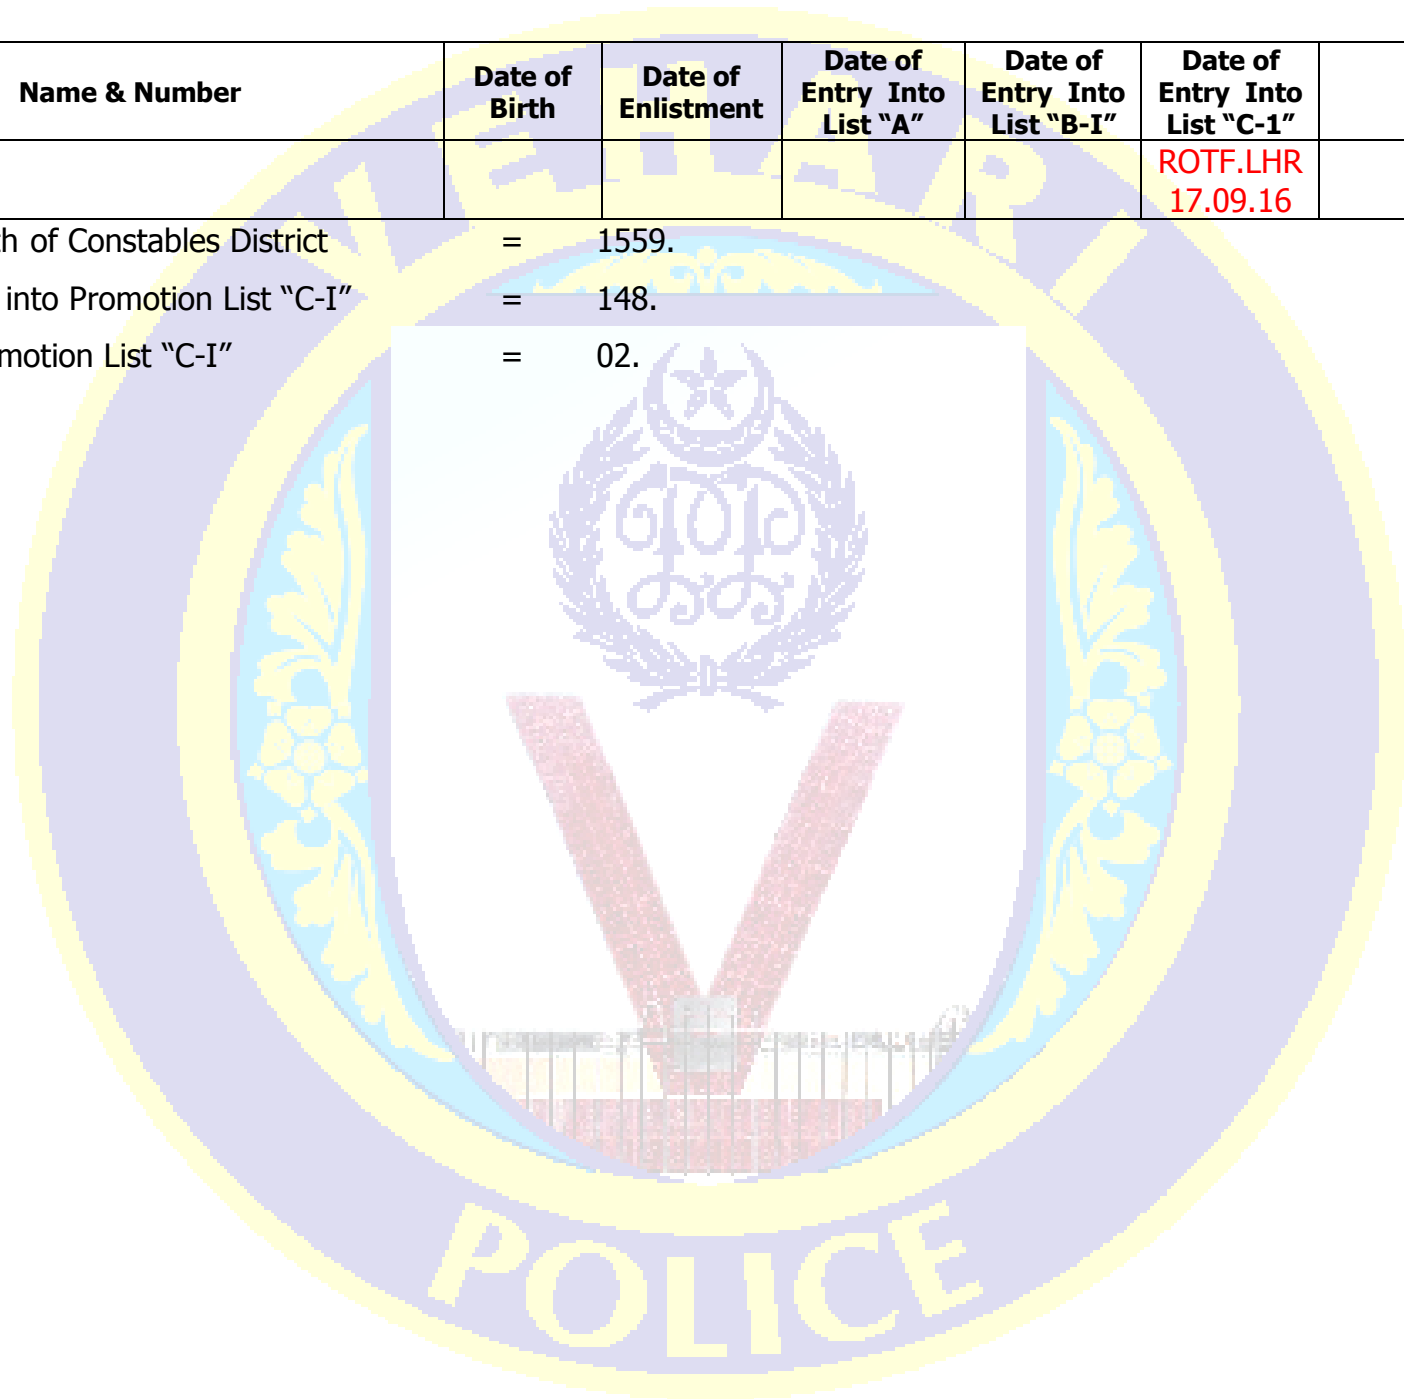 Name & Number
Date of Birth
Date of Enlistment
Date of Entry Into List “A”
Date of Entry Into List “B-I”
Date of Entry Into List “C-1”
ROTF.LHR
17.09.16
th of Constables District = 1559.
into Promotion List “C-I” = 148.
motion List “C-I” = 02.
VEHARI
POLICE